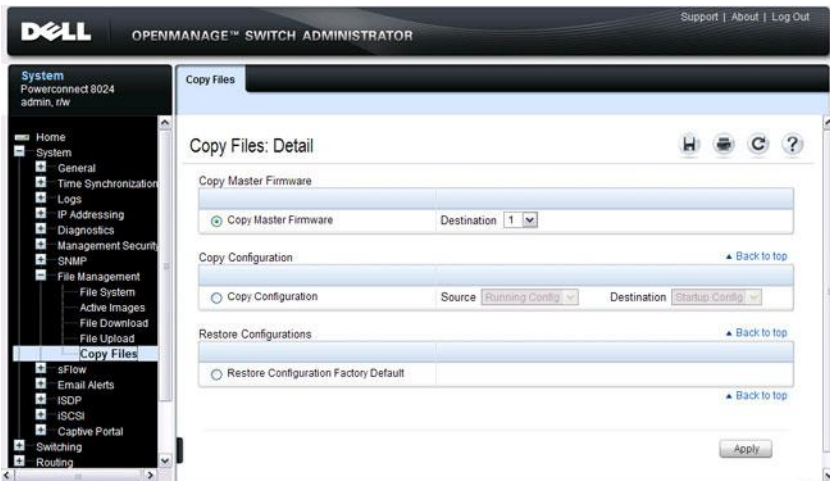 Support | About | Log Out
DELL OPENMANAGE™ SWITCH ADMINISTRATOR
System
Powerconnect 8024
admin, r/w
Copy Files
Home
System
General
Time Synchronization
Logs
IP Addressing
Diagnostics
Management Security
SNMP
File Management
File System
Active Images
File Download
File Upload
Copy Files
sFlow
Email Alerts
ISDP
iSCSI
Captive Portal
Switching
Routing
Copy Files: Detail
?
Copy Master Firmware
Copy Master Firmware Destination 1
Copy Configuration Back to top
Copy Configuration Source Running Config Destination Startup Config
Restore Configurations Back to top
Restore Configuration Factory Default
Back to top
Apply